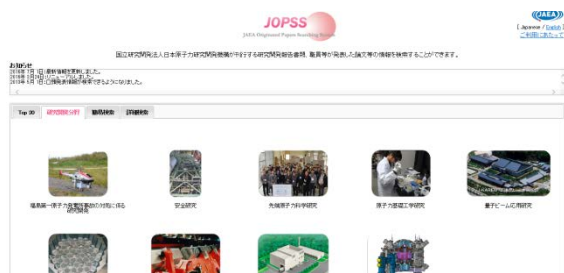 JOPSS
JAEA Originated Papers Searching System
(JAEA)
[ Japanese / English ]
ご利用にあたって
国立研究開発法人日本原子力研究開発機構が刊行する研究開発報告書類、職員等が発表した論文等の情報を検索することができます。
お知らせ
Top 30 研究開発分野 簡易検索 詳細検索
福島第一原子力発電所事故の対処に係る
研究開発
安全研究
先端原子力科学研究
原子力基礎工学研究
量子ビーム応用研究